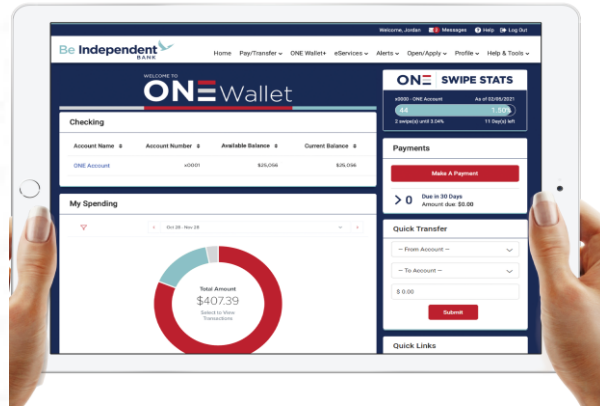 Welcome, Jordan Messages Help Log Out
Be Independent
BANK
Home Pay/Transfer ONE Wallet+ eServices Alerts Open/Apply Profile Help & Tools
WELCOME TO
ONE Wallet
ONE SWIPE STATS
x0000 - ONE Account As of 02/05/2021
44 1.50%
2 swipe(s) until 2.04% 11 Day(s) left
Checking
Account Name Account Number Available Balance Current Balance
ONE Account x0001 $25,056 $25,056
Payments
Make A Payment
> 0 Due in 30 Days
Amount due $0.00
My Spending
Oct 28 - Nov 28
Total Amount
$407.39
Select to View
Transactions
Quick Transfer
-- From Account --
-- To Account --
$ 0.00
Submit
Quick Links